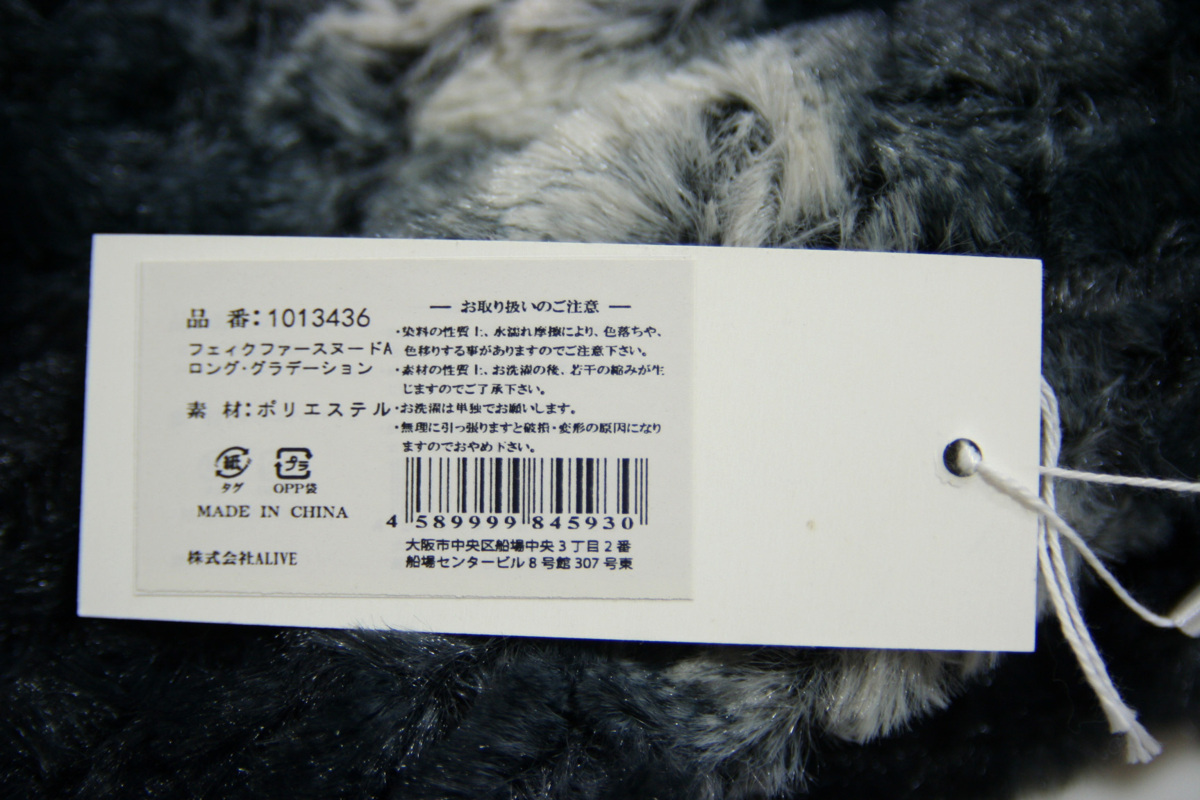 品 番:1013436
フェィクファースヌードA
ロング・グラデーション
素 材:ポリエステル
紙
タグ
プラ
OPP袋
MADE IN CHINA
株式会社ALIVE
― お取り扱いのご注意 ―
・染料の性質上、水濡れ摩擦により、色落ちや、
色移りする事がありますのでご注意下さい。
・素材の性質上、お洗濯の後、若干の縮みが生
じますのでご了承下さい。
・お洗濯は単独でお願いします。
・無理に引っ張りますと破損・変形の原因になり
ますのでおやめ下さい。
4 589999 845930
大阪市中央区船場中央3丁目2番
船場センタービル8号館307号東